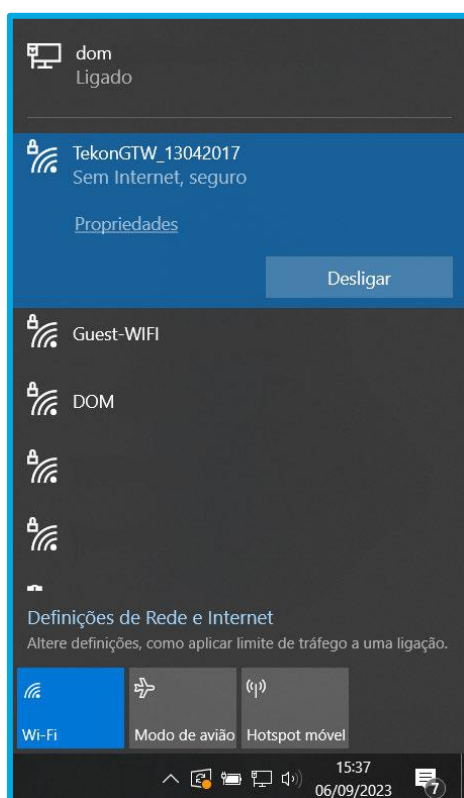 dom
Ligado
TekonGTW_13042017
Sem Internet, seguro
Propriedades
Desligar
Guest-WIFI
DOM
Definições de Rede e Internet
Altere definições, como aplicar limite de tráfego a uma ligação.
Wi-Fi
Modo de avião
Hotspot móvel
15:37
06/09/2023
7